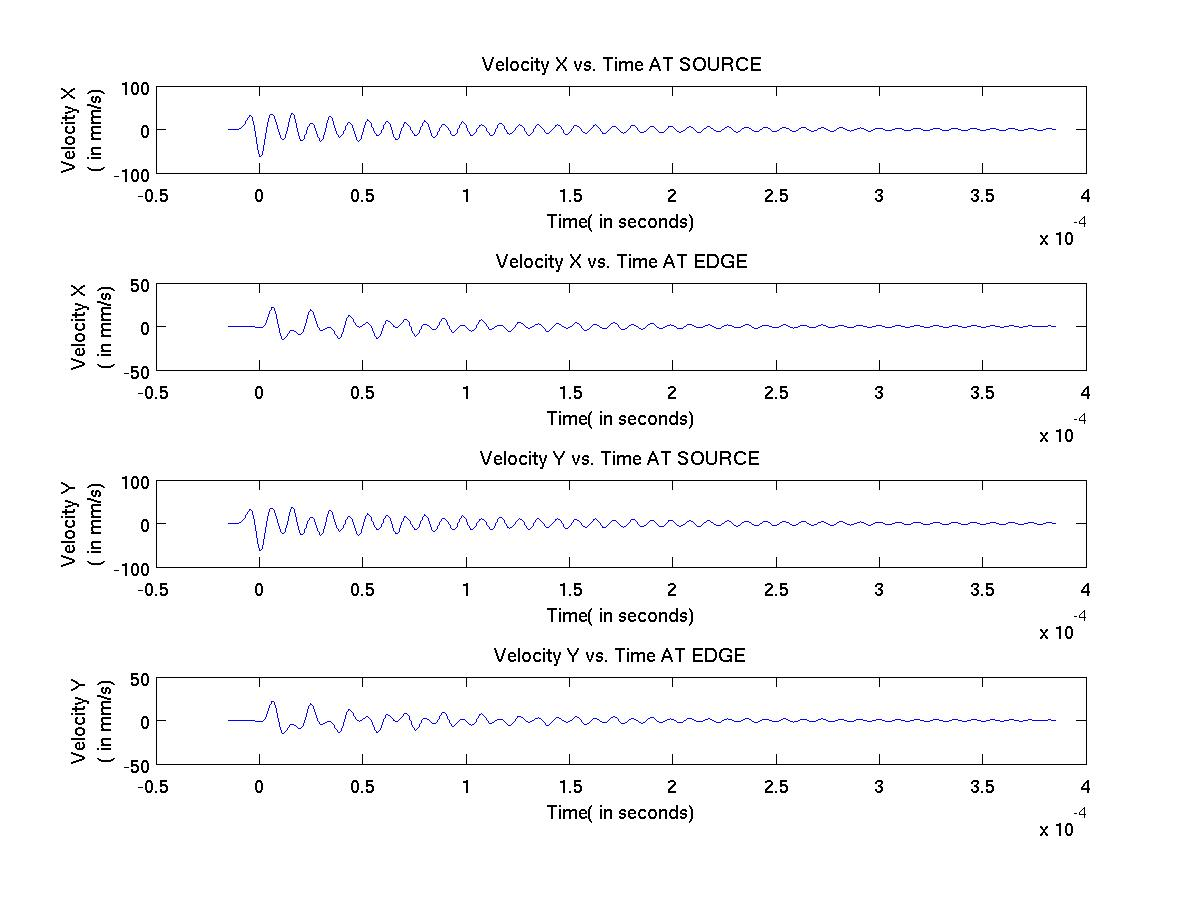 Velocity X vs. Time AT SOURCE
Velocity X
( in mm/s)
100
0
-100
-0.5 0 0.5 1 1.5 2 2.5 3 3.5 4
Time( in seconds)
x 10-4
Velocity X vs. Time AT EDGE
Velocity X
( in mm/s)
50
0
-50
-0.5 0 0.5 1 1.5 2 2.5 3 3.5 4
Time( in seconds)
x 10-4
Velocity Y vs. Time AT SOURCE
Velocity Y
( in mm/s)
100
0
-100
-0.5 0 0.5 1 1.5 2 2.5 3 3.5 4
Time( in seconds)
x 10-4
Velocity Y vs. Time AT EDGE
Velocity Y
( in mm/s)
50
0
-50
-0.5 0 0.5 1 1.5 2 2.5 3 3.5 4
Time( in seconds)
x 10-4